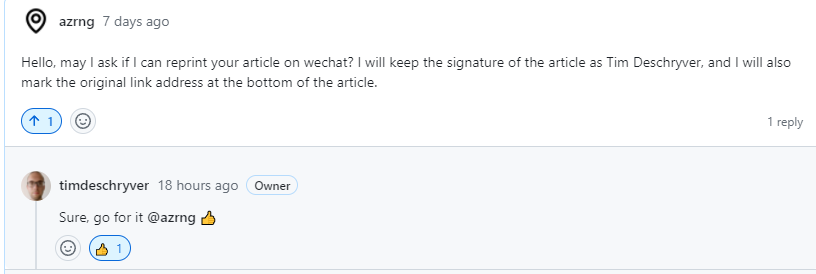 azrng 7 days ago
Hello, may I ask if I can reprint your article on wechat? I will keep the signature of the article as Tim Deschryver, and I will also
mark the original link address at the bottom of the article.
↑ 1
1 reply
timdeschryver 18 hours ago Owner
Sure, go for it @azrng 👍
👍 1